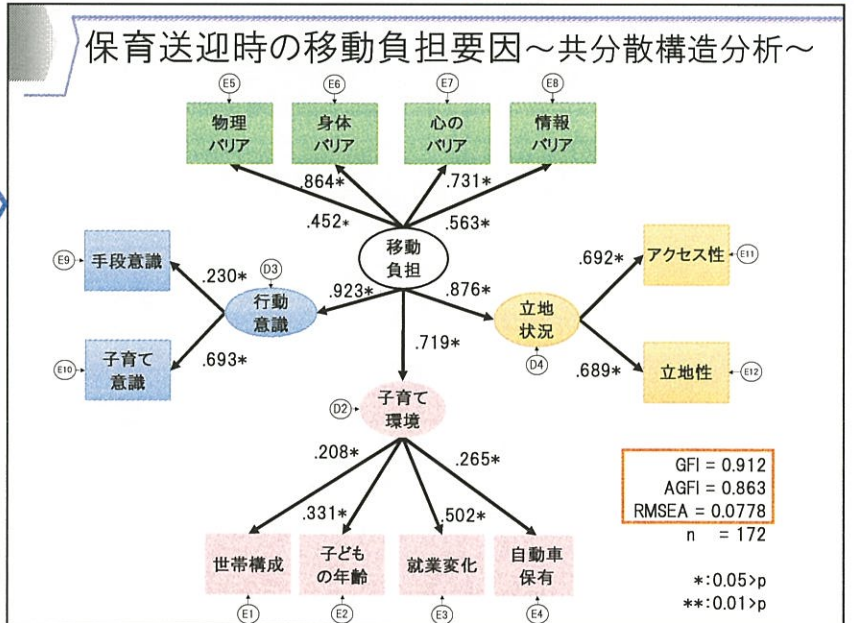 保育送迎時の移動負担要因～共分散構造分析～
E5
E6
E7
E8
物理
バリア
身体
バリア
心の
バリア
情報
バリア
.864*
.731*
.452*
.563*
移動
負担
E9
手段意識
.230*
D3
行動
意識
.923*
.876*
立地
状況
D4
.692*
アクセス性
E11
E10
子育て
意識
.693*
.719*
.689*
立地性
E12
D2
子育て
環境
.208*
.331*
.502*
.265*
世帯構成
子ども
の年齢
就業変化
自動車
保有
E1
E2
E3
E4
GFI = 0.912
AGFI = 0.863
RMSEA = 0.0778
n = 172
*:0.05>p
**:0.01>p